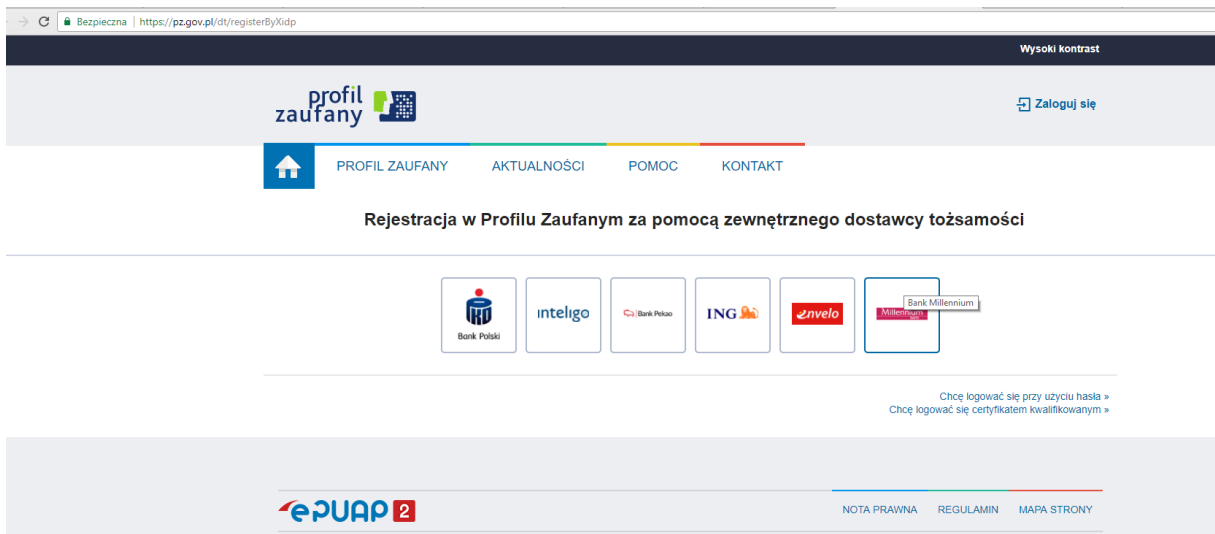 Bezpieczna | https://pz.gov.pl/dt/registerByXidp
Wysoki kontrast
profil
zaufany
Zaloguj się
PROFIL ZAUFANY AKTUALNOŚCI POMOC KONTAKT
Rejestracja w Profilu Zaufanym za pomocą zewnętrznego dostawcy tożsamości
Bank Polski
inteligo
Bank Pekao
ING
envelo
Millennium
Bank Millennium
Chcę logować się przy użyciu hasła »
Chcę logować się certyfikatem kwalifikowanym »
ePUAP 2
NOTA PRAWNA REGULAMIN MAPA STRONY